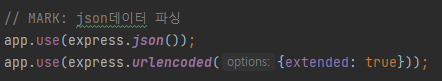 // MARK: json데이터 파싱
app.use(express.json());
app.use(express.urlencoded( options: {extended: true}));